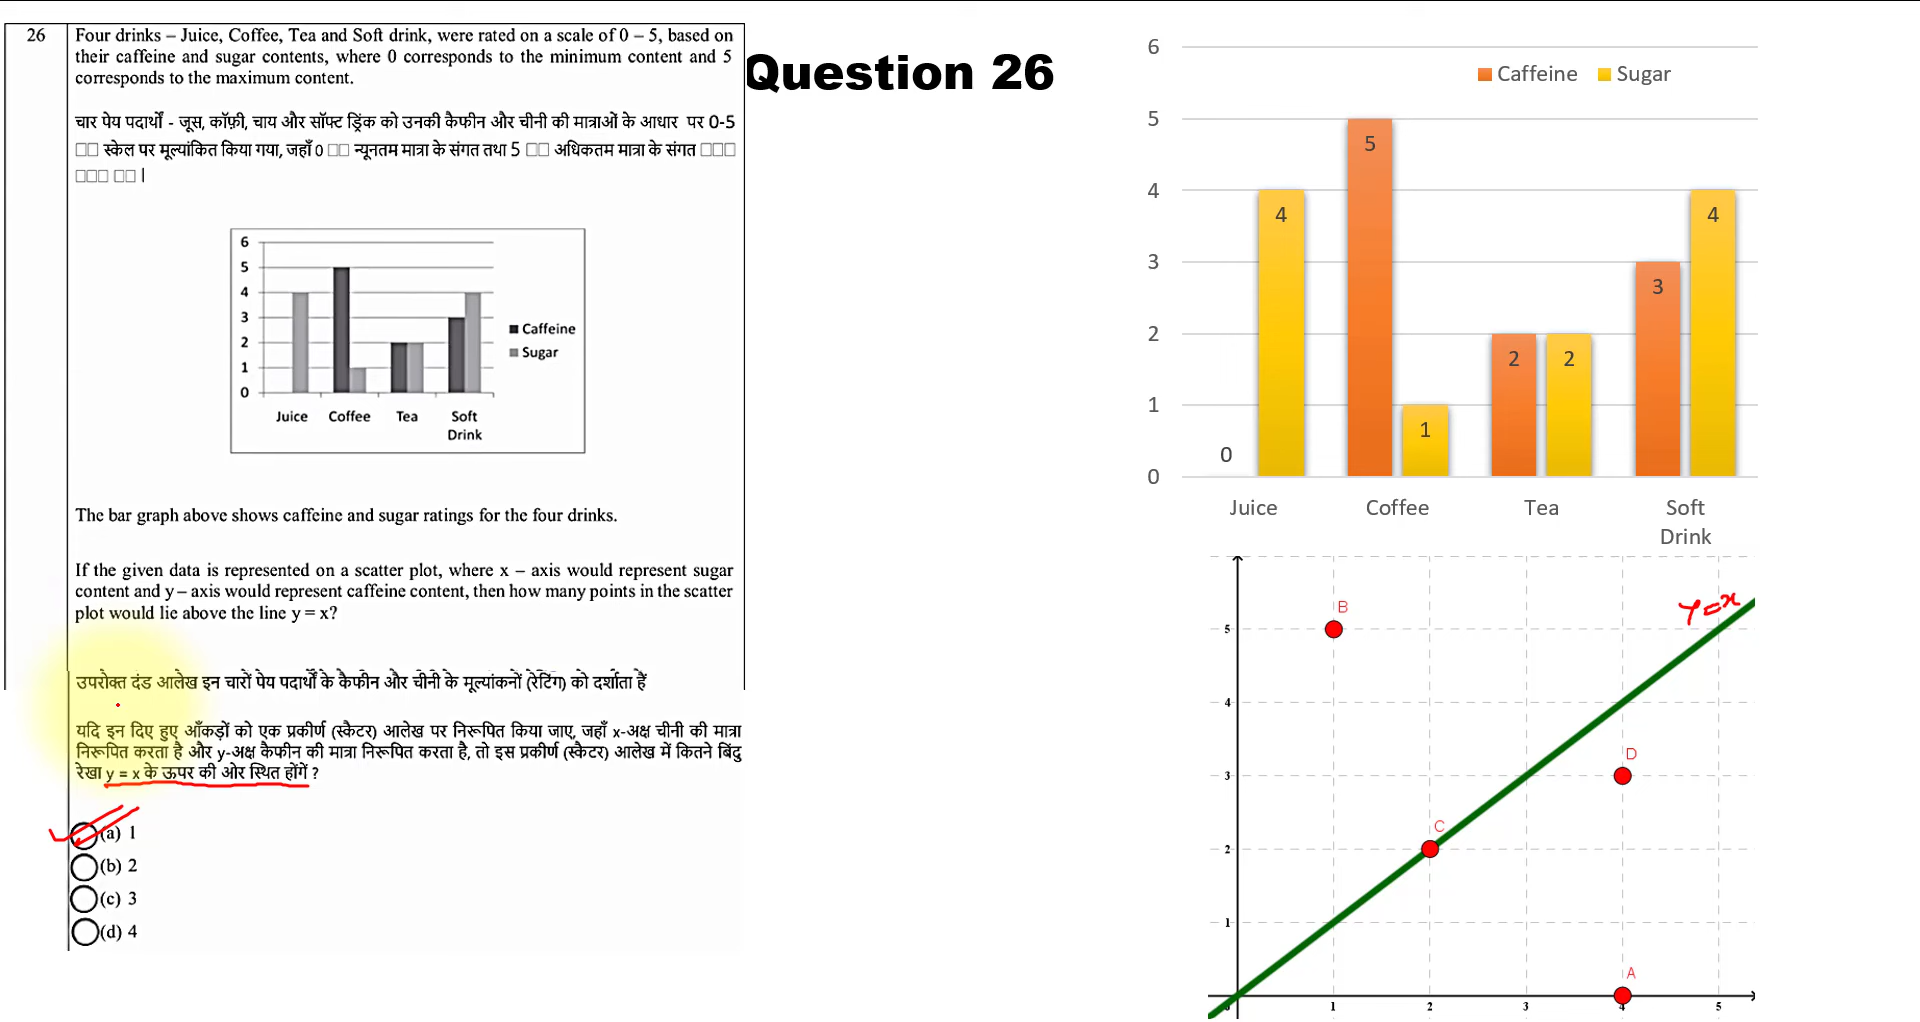 26
Four drinks – Juice, Coffee, Tea and Soft drink, were rated on a scale of 0 – 5, based on
their caffeine and sugar contents, where 0 corresponds to the minimum content and 5
corresponds to the maximum content.
चार पेय पदार्थों - जूस, कॉफ़ी, चाय और सॉफ्ट ड्रिंक को उनकी कैफीन और चीनी की मात्राओं के आधार पर 0-5
□□ स्केल पर मूल्यांकित किया गया, जहाँ 0 □□ न्यूनतम मात्रा के संगत तथा 5 □□ अधिकतम मात्रा के संगत □□□
□□□ □□ |
6
5
4
3
2
1
0
Juice Coffee Tea Soft
Drink
Caffeine
Sugar
The bar graph above shows caffeine and sugar ratings for the four drinks.
If the given data is represented on a scatter plot, where x – axis would represent sugar
content and y – axis would represent caffeine content, then how many points in the scatter
plot would lie above the line y = x?
उपरोक्त दंड आलेख इन चारों पेय पदार्थों के कैफीन और चीनी के मूल्यांकनों (रेटिंग) को दर्शाता हैं
यदि इन दिए हुए आँकड़ों को एक प्रकीर्ण (स्कैटर) आलेख पर निरूपित किया जाए, जहाँ x-अक्ष चीनी की मात्रा
निरूपित करता है और y-अक्ष कैफीन की मात्रा निरूपित करता है, तो इस प्रकीर्ण (स्कैटर) आलेख में कितने बिंदु
रेखा y = x के ऊपर की ओर स्थित होंगें ?
(a) 1
(b) 2
(c) 3
(d) 4
Question 26
Caffeine Sugar
6
5
4
3
2
1
0
0 4 5 1 2 2 3 4
Juice Coffee Tea Soft
Drink
y=x
B
D
C
A
5
4
3
2
1
1 2 3 4 5